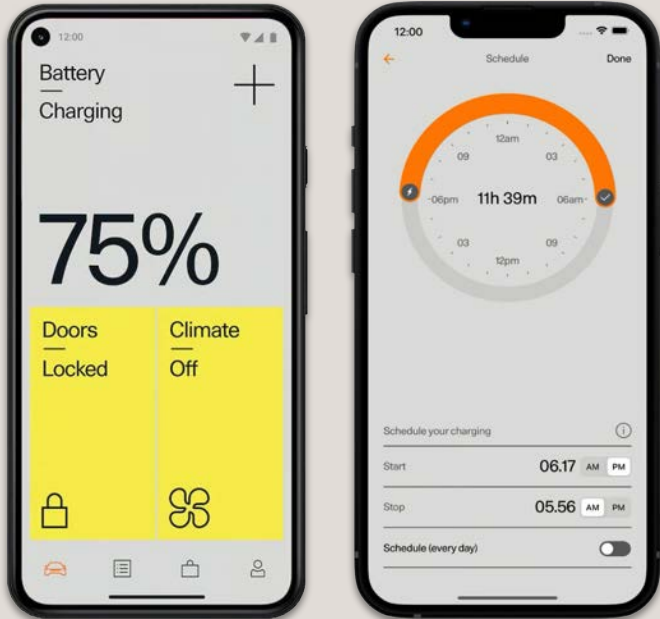 12:00
Battery
Charging
75%
Doors
Locked
Climate
Off
12:00
Schedule
Done
12am
09
03
06pm
11h 39m
06am
03
09
12pm
Schedule your charging
Start
06.17 AM PM
Stop
05.56 AM PM
Schedule (every day)